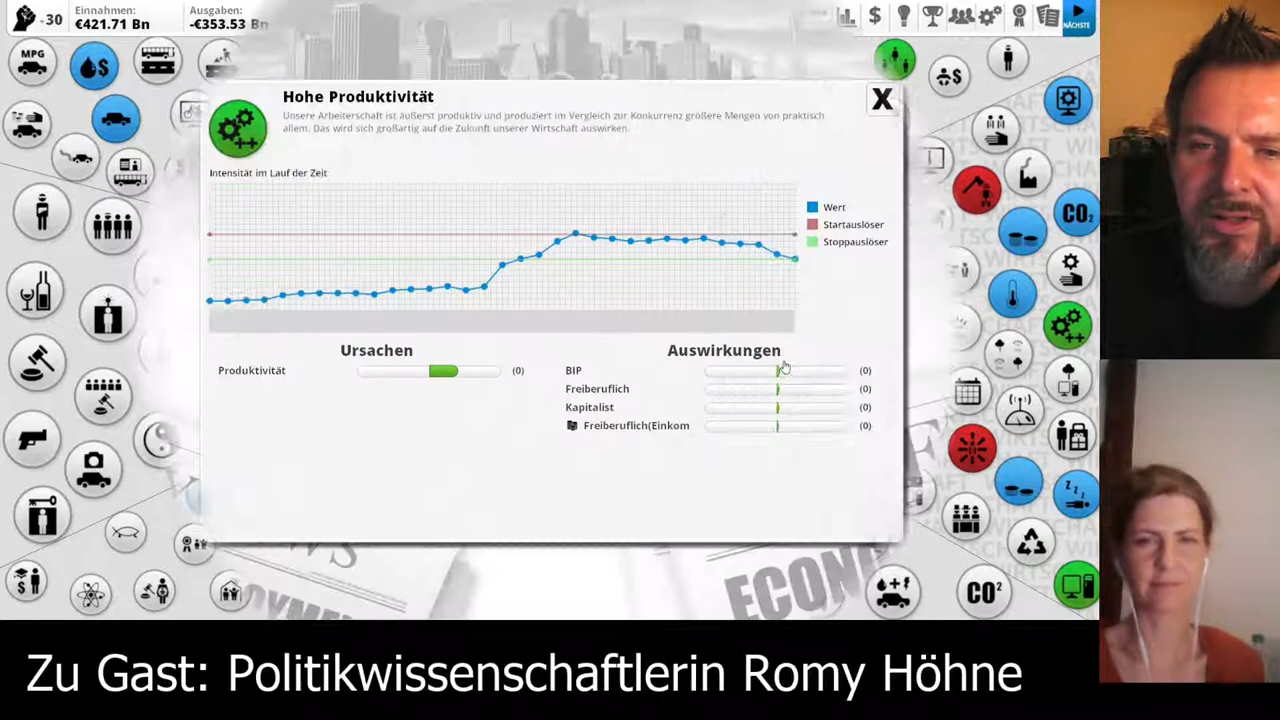 -30
Einnahmen:
€421.71 Bn
Ausgaben:
-€353.53 Bn
NÄCHSTE
MPG
Hohe Produktivität
Unsere Arbeiterschaft ist äußerst produktiv und produziert im Vergleich zur Konkurrenz größere Mengen von praktisch
allem. Das wird sich großartig auf die Zukunft unserer Wirtschaft auswirken.
X
Intensität im Lauf der Zeit
Wert
Startauslöser
Stoppauslöser
Ursachen
Produktivität (0)
Auswirkungen
BIP (0)
Freiberuflich (0)
Kapitalist (0)
Freiberuflich(Einkom (0)
CO²
CO²
ECONO
Zu Gast: Politikwissenschaftlerin Romy Höhne